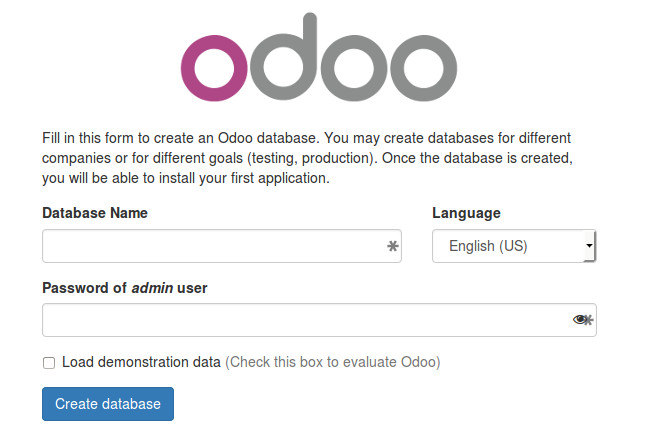 odoo
Fill in this form to create an Odoo database. You may create databases for different
companies or for different goals (testing, production). Once the database is created,
you will be able to install your first application.
Database Name
Language
English (US)
Password of admin user
Load demonstration data (Check this box to evaluate Odoo)
Create database